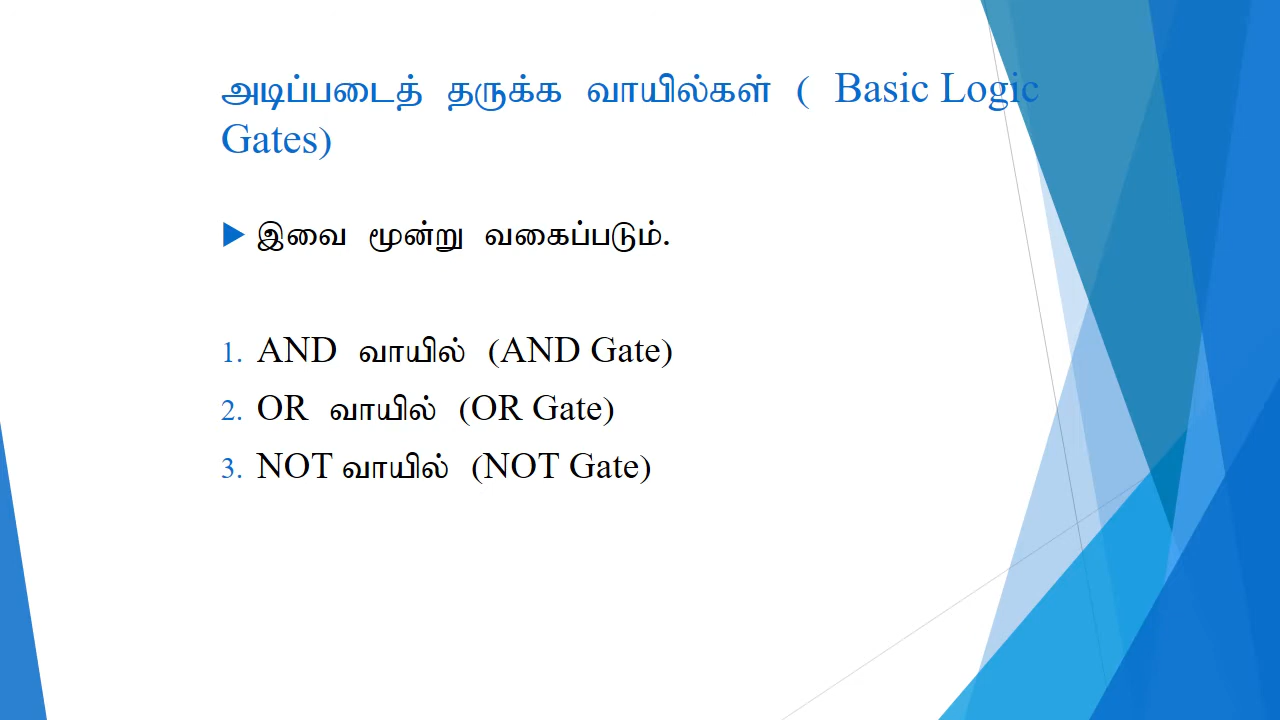 அடிப்படைத் தருக்க வாயில்கள் ( Basic Logic
Gates)
இவை மூன்று வகைப்படும்.
1. AND வாயில் (AND Gate)
2. OR வாயில் (OR Gate)
3. NOT வாயில் (NOT Gate)